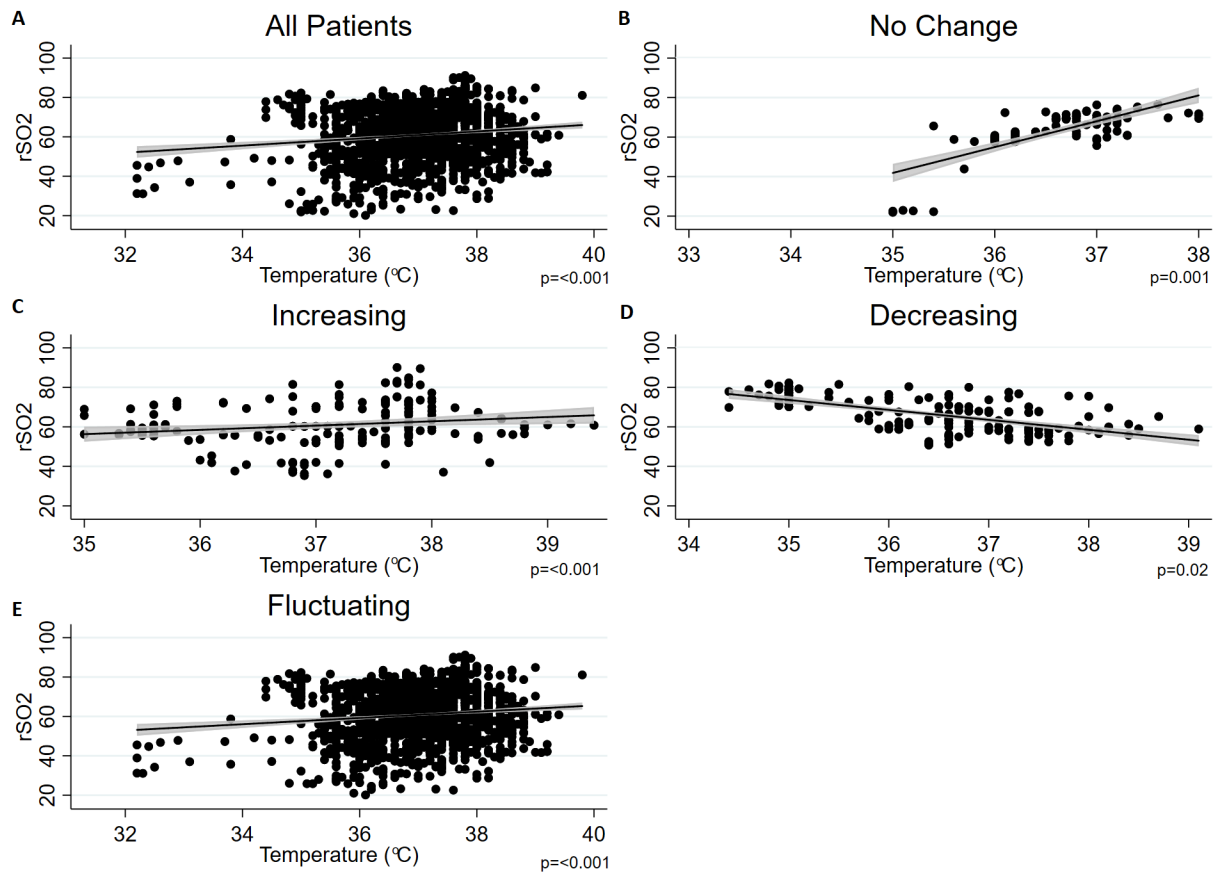 A
All Patients
100
80
60
40
20
rSO2
32 34 36 38 40
Temperature (°C)
p=<0.001
B
No Change
100
80
60
40
20
rSO2
33 34 35 36 37 38
Temperature (°C)
p=0.001
C
Increasing
100
80
60
40
20
rSO2
35 36 37 38 39
Temperature (°C)
p=<0.001
D
Decreasing
100
80
60
40
20
rSO2
34 35 36 37 38 39
Temperature (°C)
p=0.02
E
Fluctuating
100
80
60
40
20
rSO2
32 34 36 38 40
Temperature (°C)
p=<0.001